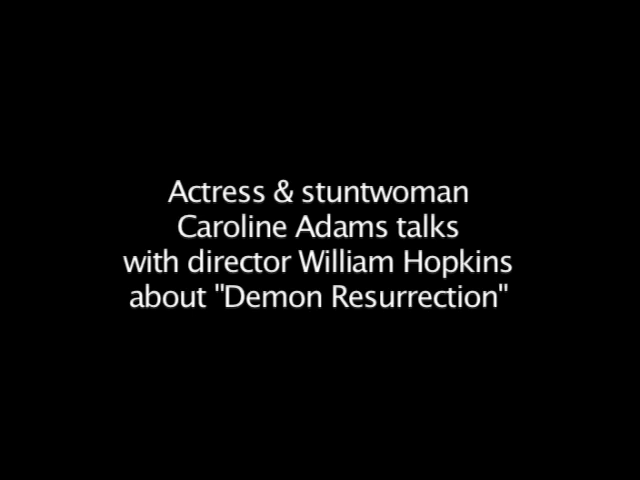 Actress & stuntwoman
Caroline Adams talks
with director William Hopkins
about "Demon Resurrection"